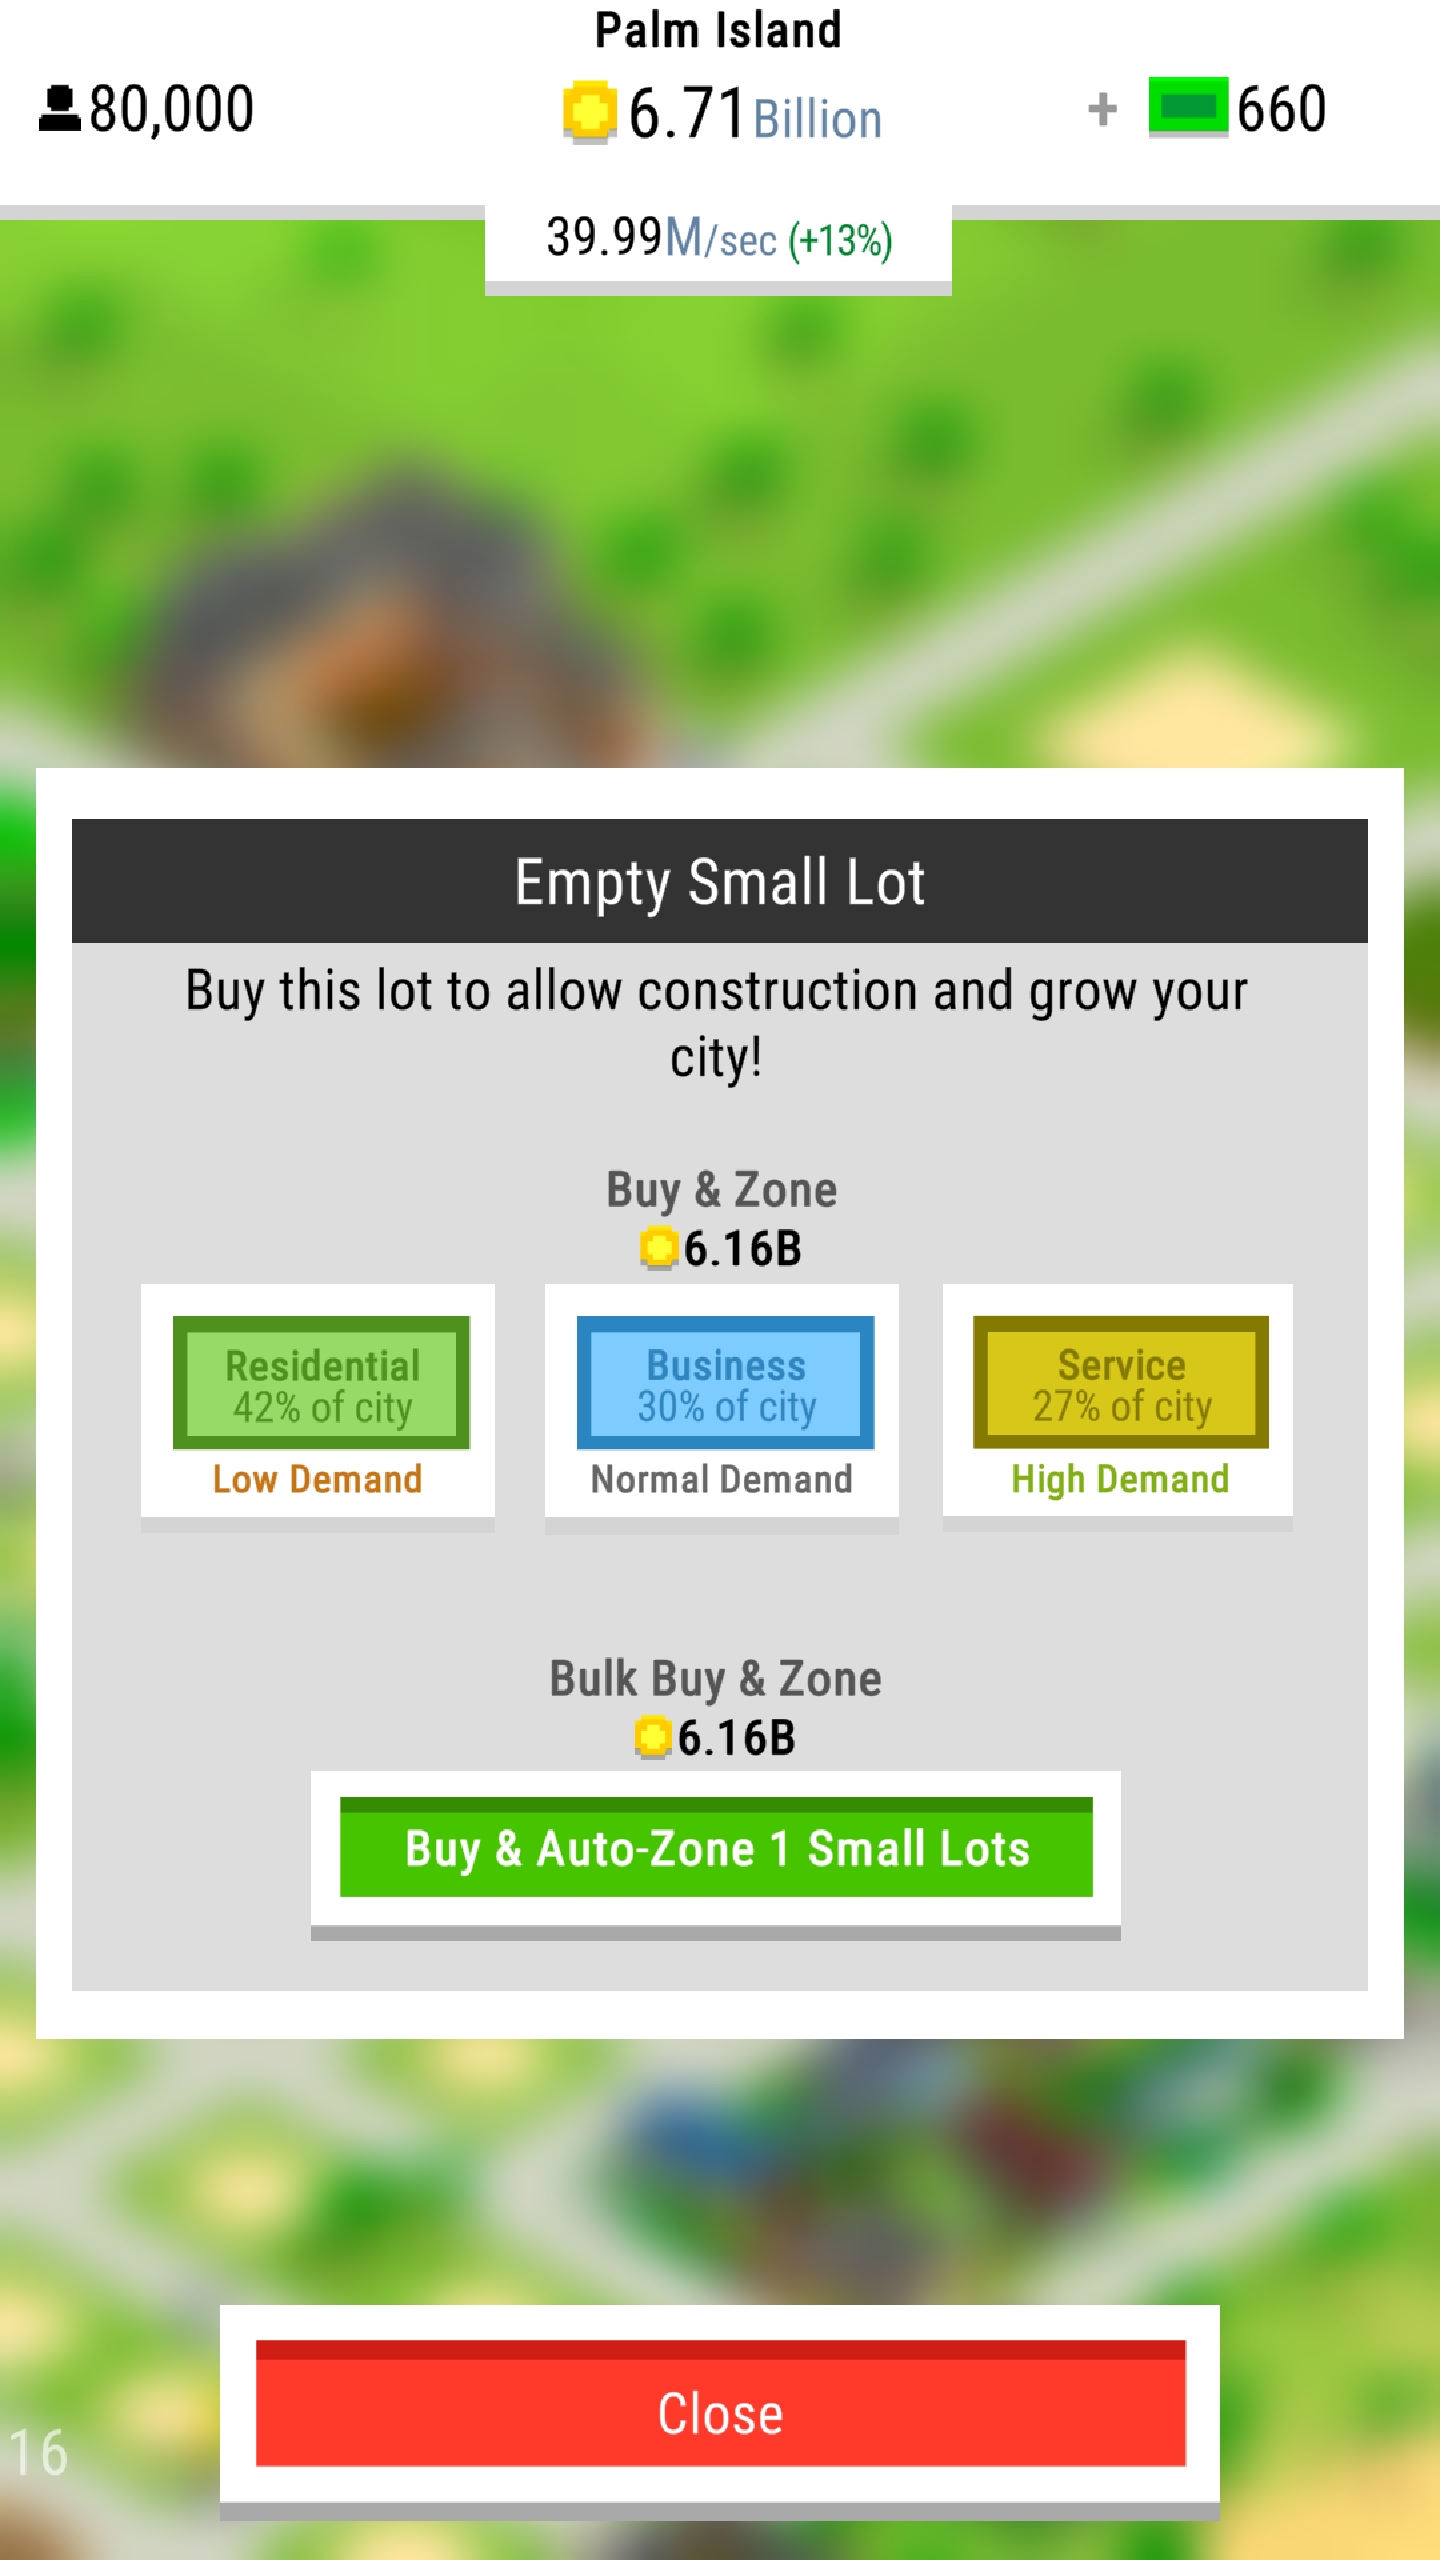 Palm Island
80,000
6.71 Billion
+ 660
39.99M/sec (+13%)
Empty Small Lot
Buy this lot to allow construction and grow your
city!
Buy & Zone
6.16B
Residential
42% of city
Low Demand
Business
30% of city
Normal Demand
Service
27% of city
High Demand
Bulk Buy & Zone
6.16B
Buy & Auto-Zone 1 Small Lots
Close
16